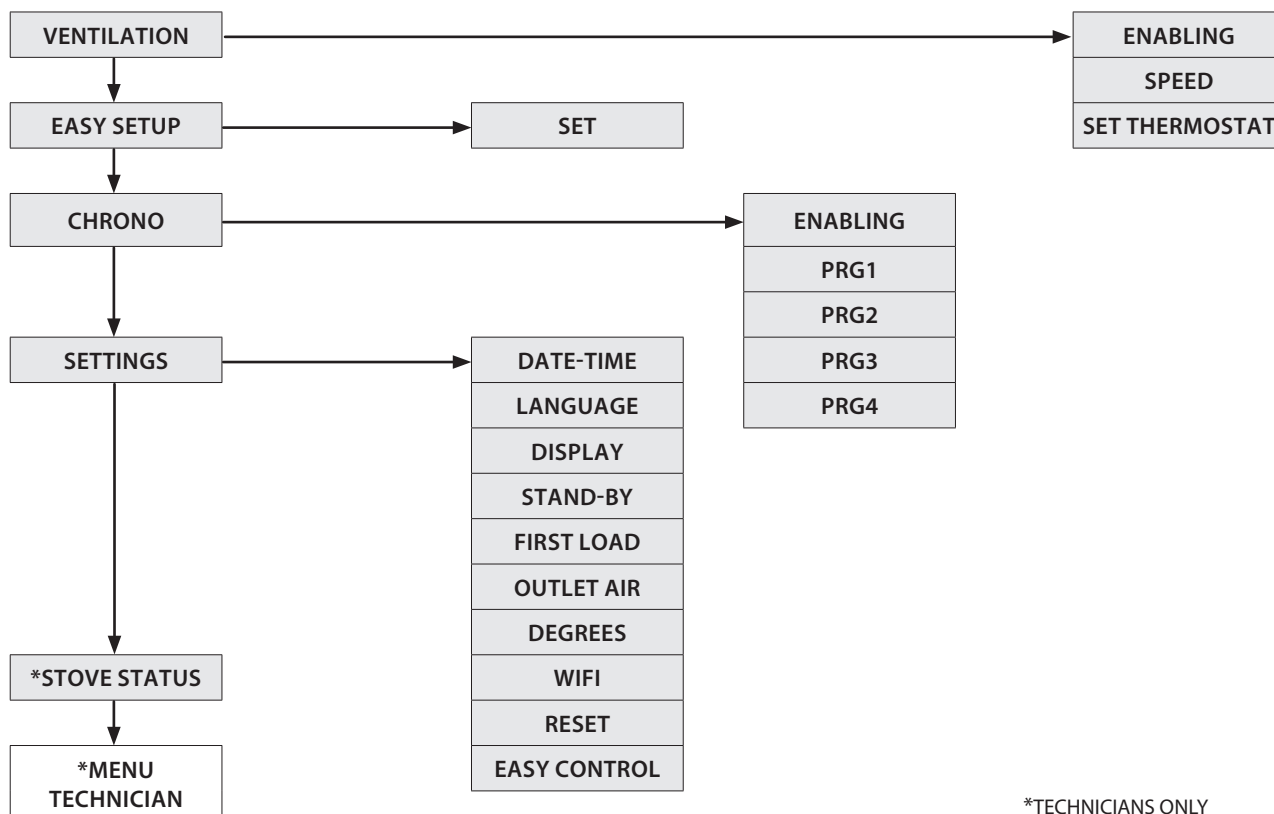 VENTILATION
ENABLING
SPEED
SET THERMOSTAT
EASY SETUP
SET
CHRONO
ENABLING
PRG1
PRG2
PRG3
PRG4
SETTINGS
DATE-TIME
LANGUAGE
DISPLAY
STAND-BY
FIRST LOAD
OUTLET AIR
DEGREES
WIFI
RESET
EASY CONTROL
*STOVE STATUS
*MENU
TECHNICIAN
*TECHNICIANS ONLY